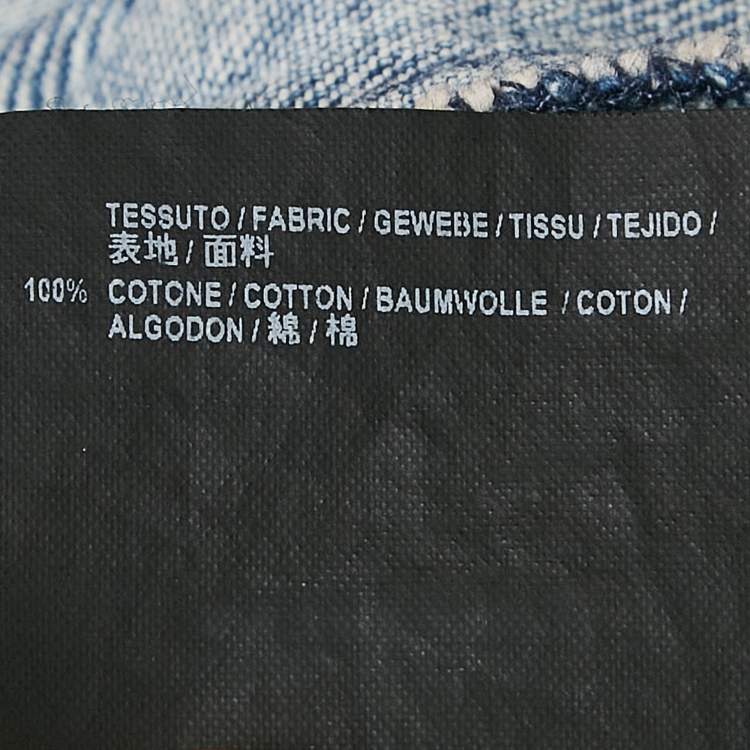 TESSUTO / FABRIC / GEWEBE / TISSU / TEJIDO /
表地 / 面料
100% COTONE / COTTON / BAUMWOLLE / COTON /
ALGODON / 綿 / 棉